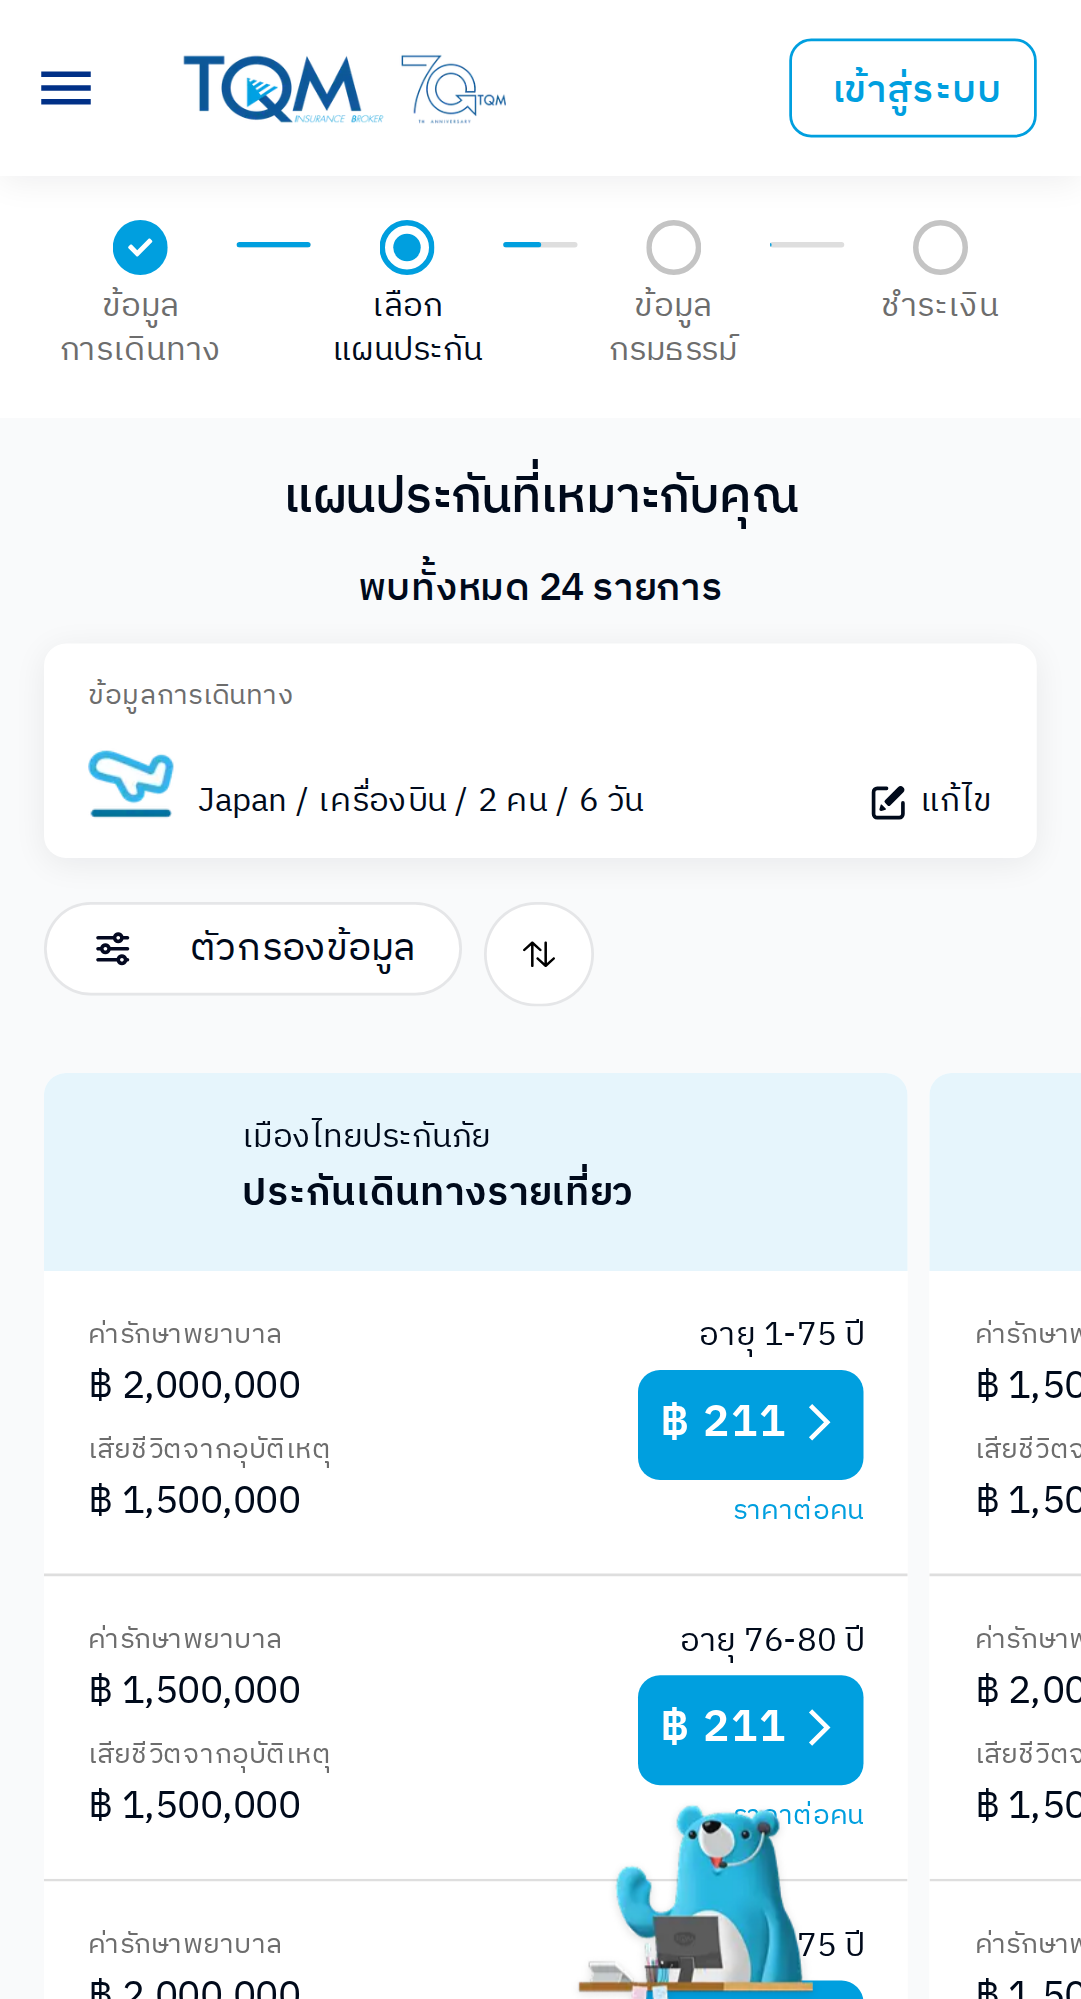 TQM
INSURANCE BROKER
70 TQM
TH ANNIVERSARY
เข้าสู่ระบบ
ข้อมูล
การเดินทาง
เลือก
แผนประกัน
ข้อมูล
กรมธรรม์
ชำระเงิน
แผนประกันที่เหมาะกับคุณ
พบทั้งหมด 24 รายการ
ข้อมูลการเดินทาง
Japan / เครื่องบิน / 2 คน / 6 วัน
แก้ไข
ตัวกรองข้อมูล
เมืองไทยประกันภัย
ประกันเดินทางรายเที่ยว
ค่ารักษาพยาบาล
฿ 2,000,000
เสียชีวิตจากอุบัติเหตุ
฿ 1,500,000
อายุ 1-75 ปี
฿ 211
ราคาต่อคน
ค่ารักษาพยาบาล
฿ 1,500,000
เสียชีวิตจากอุบัติเหตุ
฿ 1,500,000
อายุ 76-80 ปี
฿ 211
ราคาต่อคน
ค่ารักษาพยาบาล
฿ 2,000,000
75 ปี
ค่ารักษาพ
฿ 1,50
เสียชีวิตจ
฿ 1,50
ค่ารักษาพ
฿ 2,00
เสียชีวิตจ
฿ 1,50
ค่ารักษาพ
฿ 1,50